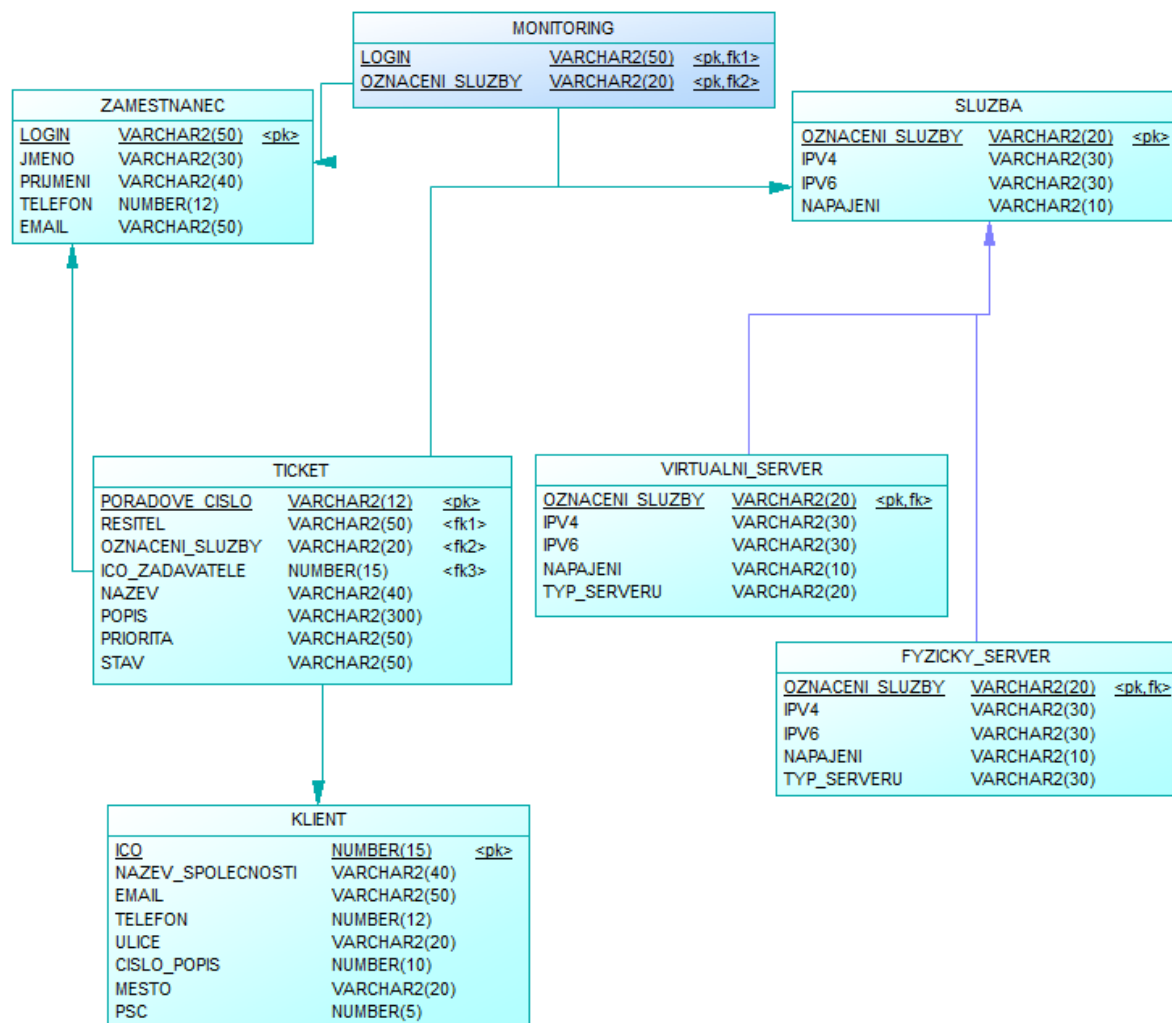 MONITORING
LOGIN VARCHAR2(50) <pk,fk1>
OZNACENI_SLUZBY VARCHAR2(20) <pk,fk2>
ZAMESTNANEC
LOGIN VARCHAR2(50) <pk>
JMENO VARCHAR2(30)
PRIJMENI VARCHAR2(40)
TELEFON NUMBER(12)
EMAIL VARCHAR2(50)
SLUZBA
OZNACENI_SLUZBY VARCHAR2(20) <pk>
IPV4 VARCHAR2(30)
IPV6 VARCHAR2(30)
NAPAJENI VARCHAR2(10)
TICKET
PORADOVE_CISLO VARCHAR2(12) <pk>
RESITEL VARCHAR2(50) <fk1>
OZNACENI_SLUZBY VARCHAR2(20) <fk2>
ICO_ZADAVATELE NUMBER(15) <fk3>
NAZEV VARCHAR2(40)
POPIS VARCHAR2(300)
PRIORITA VARCHAR2(50)
STAV VARCHAR2(50)
VIRTUALNI_SERVER
OZNACENI_SLUZBY VARCHAR2(20) <pk,fk>
IPV4 VARCHAR2(30)
IPV6 VARCHAR2(30)
NAPAJENI VARCHAR2(10)
TYP_SERVERU VARCHAR2(20)
FYZICKY_SERVER
OZNACENI_SLUZBY VARCHAR2(20) <pk,fk>
IPV4 VARCHAR2(30)
IPV6 VARCHAR2(30)
NAPAJENI VARCHAR2(10)
TYP_SERVERU VARCHAR2(30)
KLIENT
ICO NUMBER(15) <pk>
NAZEV_SPOLECNOSTI VARCHAR2(40)
EMAIL VARCHAR2(50)
TELEFON NUMBER(12)
ULICE VARCHAR2(20)
CISLO_POPIS NUMBER(10)
MESTO VARCHAR2(20)
PSC NUMBER(5)